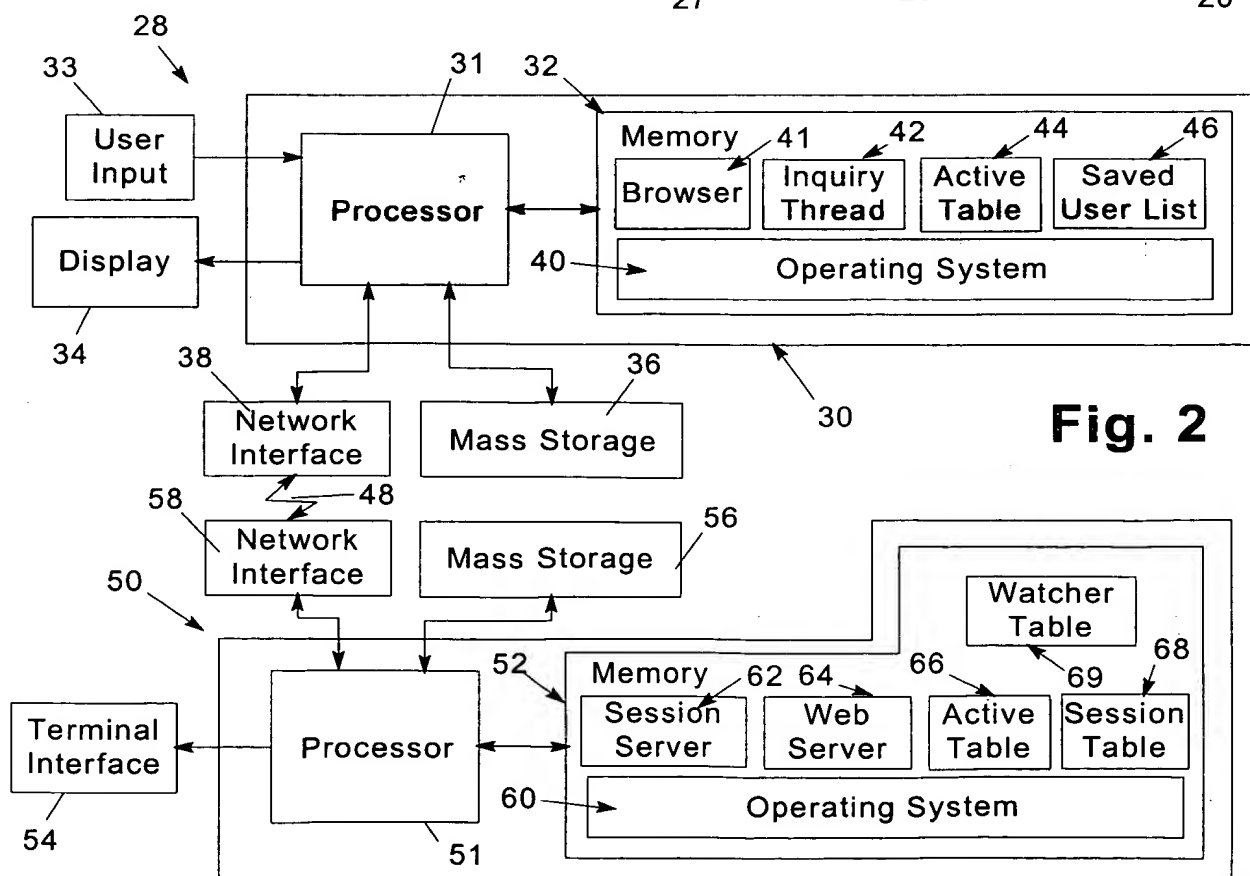 27
28
33
31
32
User
Input
Processor
Memory
41
42
44
46
Browser
Inquiry
Thread
Active
Table
Saved
User List
Display
40
Operating System
34
38
36
30
Network
Interface
Mass Storage
Fig. 2
48
58
56
Network
Interface
Mass Storage
50
Watcher
Table
52
Memory
62
64
66
69
68
Terminal
Interface
Processor
Session
Server
Web
Server
Active
Table
Session
Table
60
Operating System
54
51